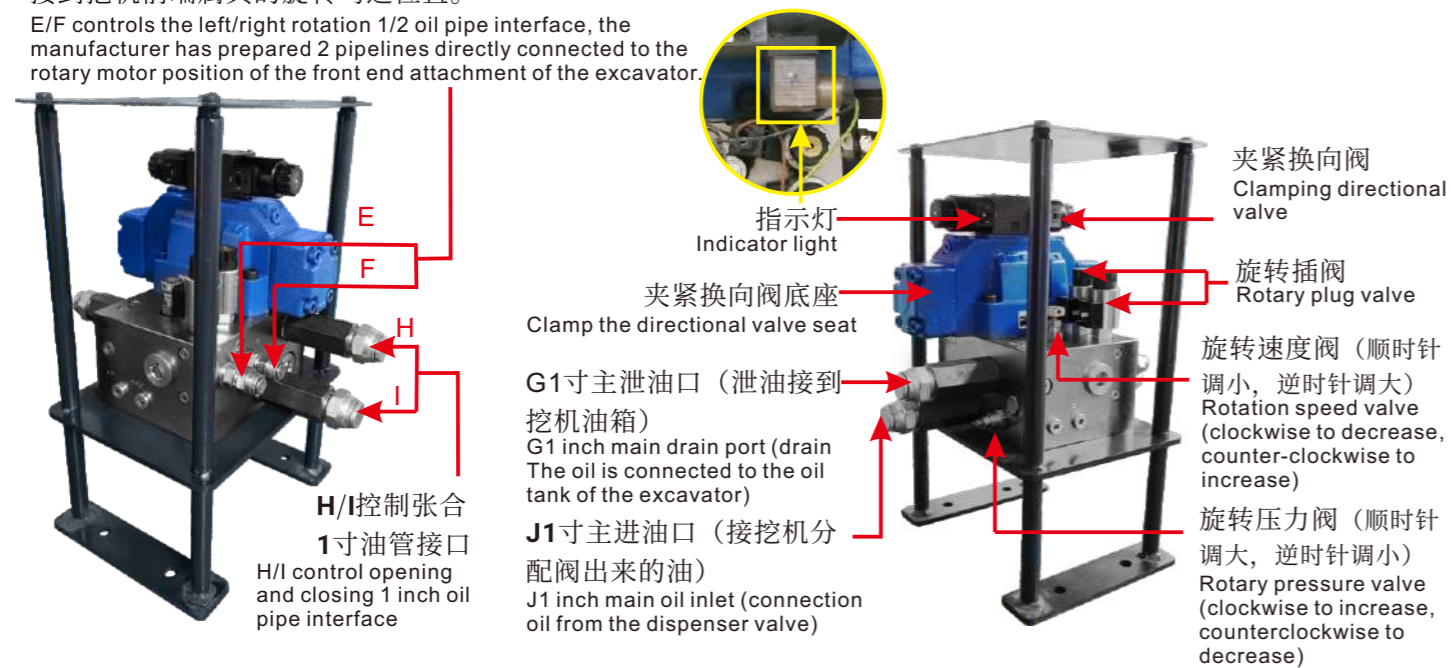 E/F controls the left/right rotation 1/2 oil pipe interface, the
manufacturer has prepared 2 pipelines directly connected to the
rotary motor position of the front end attachment of the excavator.
E
F
H
I
H/I控制张合
1寸油管接口
H/I control opening
and closing 1 inch oil
pipe interface
指示灯
Indicator light
夹紧换向阀底座
Clamp the directional valve seat
G1寸主泄油口（泄油接到
挖机油箱）
G1 inch main drain port (drain
The oil is connected to the oil
tank of the excavator)
J1寸主进油口（接挖机分
配阀出来的油）
J1 inch main oil inlet (connection
oil from the dispenser valve)
夹紧换向阀
Clamping directional
valve
旋转插阀
Rotary plug valve
旋转速度阀（顺时针
调小，逆时针调大）
Rotation speed valve
(clockwise to decrease,
counter-clockwise to
increase)
旋转压力阀（顺时针
调大，逆时针调小）
Rotary pressure valve
(clockwise to increase,
counterclockwise to
decrease)